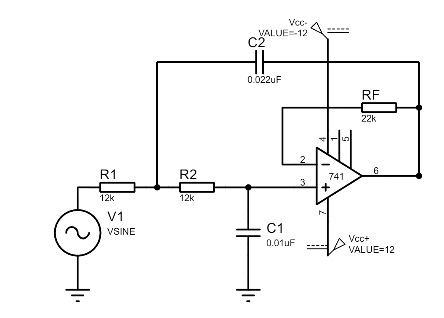 Vcc-
VALUE=-12
C2
0.022uF
RF
22k
4
1
5
2
741
6
3
7
R1
12k
R2
12k
V1
VSINE
C1
0.01uF
Vcc+
VALUE=12